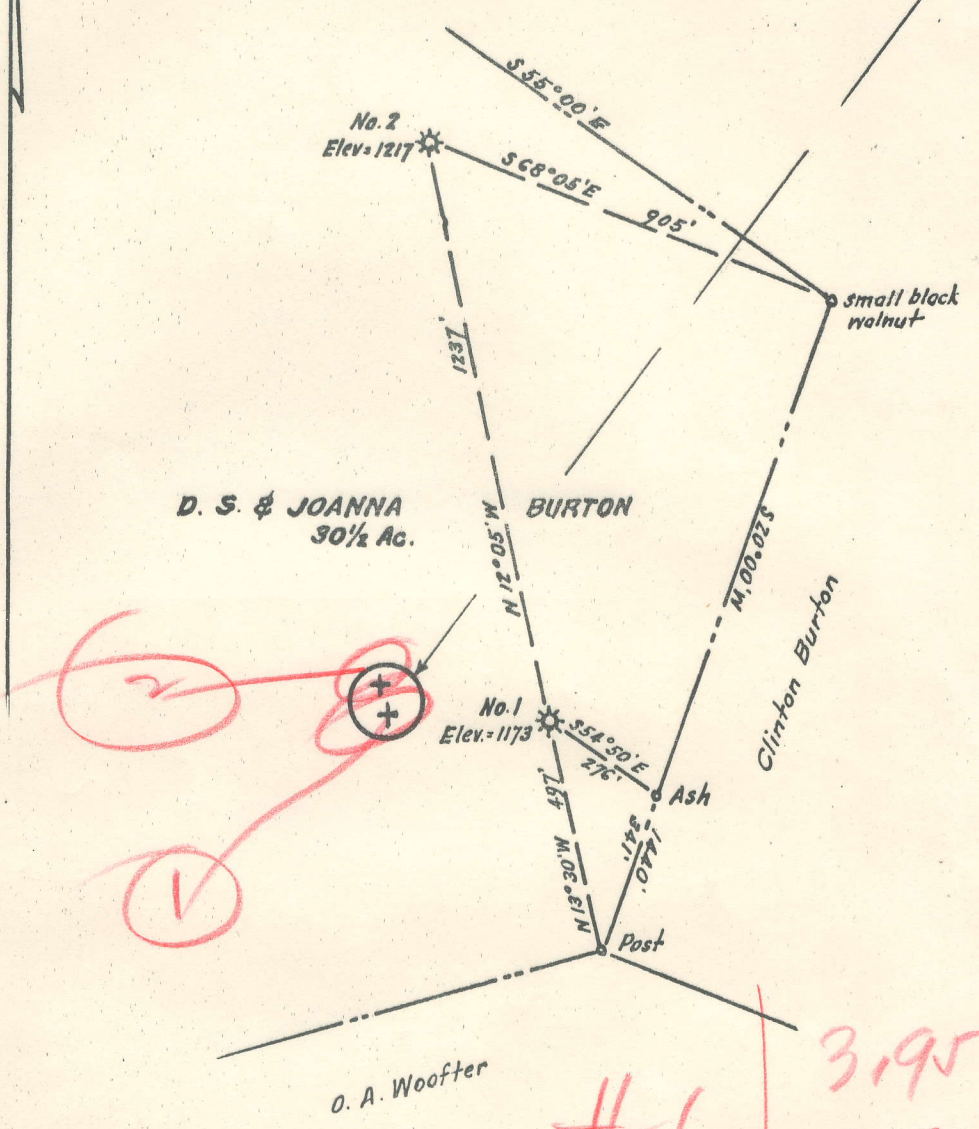 S 55°00'E
No. 2
Elev.=1217
S 68°05'E
905'
small black
walnut
1237'
D. S. & JOANNA BURTON
30½ Ac.
N 12°05'W
S 20°00'W
Clinton Burton
2
No. 1
Elev.=1173
S 54°50'E
276'
Ash
497'
341'
1440'
N 13°30'W
1
Post
O. A. Woofter
3,95
#1